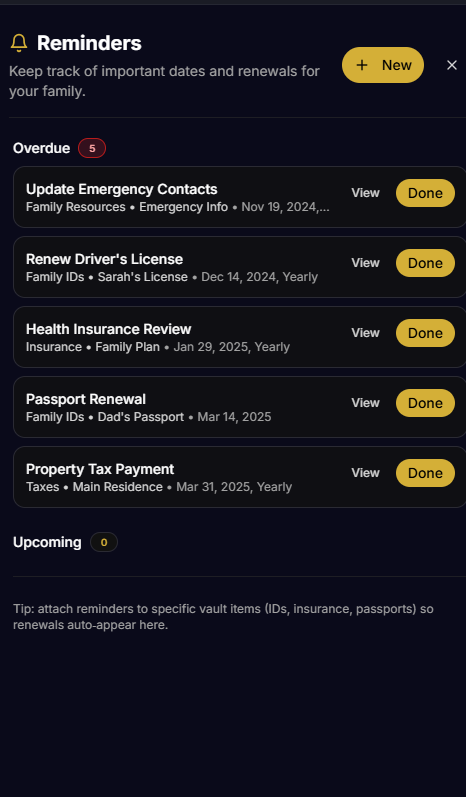 Reminders
Keep track of important dates and renewals for
your family.
+ New
Overdue 5
Update Emergency Contacts
Family Resources • Emergency Info • Nov 19, 2024,...
View Done
Renew Driver's License
Family IDs • Sarah's License • Dec 14, 2024, Yearly
View Done
Health Insurance Review
Insurance • Family Plan • Jan 29, 2025, Yearly
View Done
Passport Renewal
Family IDs • Dad's Passport • Mar 14, 2025
View Done
Property Tax Payment
Taxes • Main Residence • Mar 31, 2025, Yearly
View Done
Upcoming 0
Tip: attach reminders to specific vault items (IDs, insurance, passports) so
renewals auto-appear here.